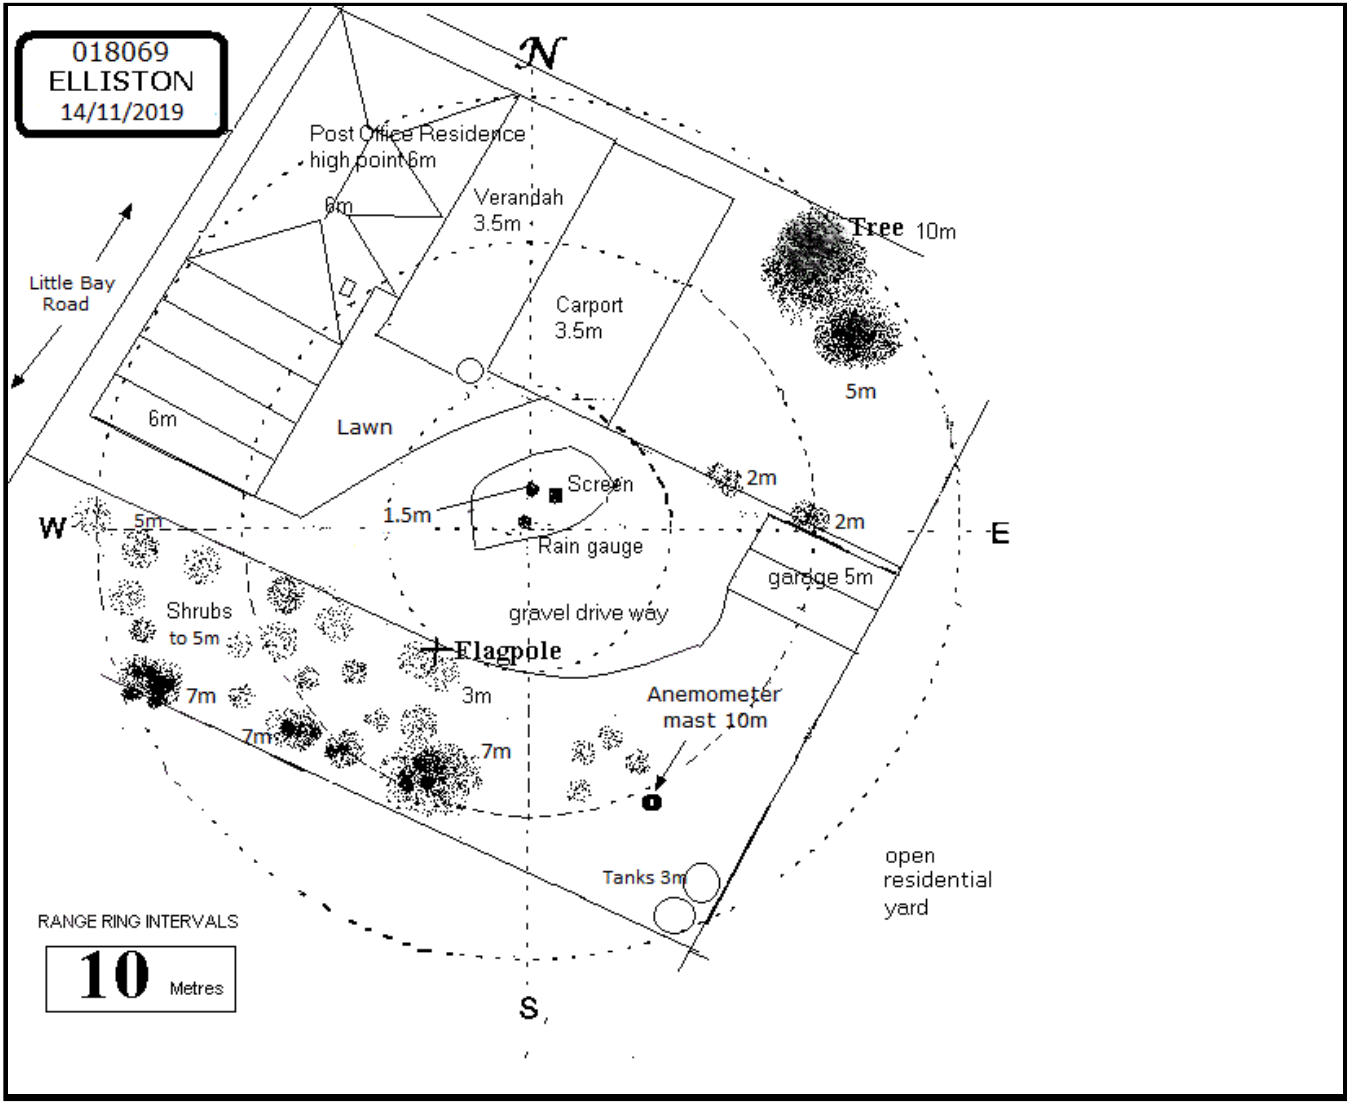 018069
ELLISTON
14/11/2019
N
Post Office Residence
high point 6m
6m
Verandah
3.5m
Tree 10m
Little Bay
Road
Carport
3.5m
5m
6m
Lawn
Screen
2m
1.5m
5m
2m
W
E
Rain gauge
garage 5m
Shrubs
to 5m
gravel drive way
Flagpole
7m
3m
Anemometer
mast 10m
7m
7m
open
residential
yard
Tanks 3m
RANGE RING INTERVALS
10 Metres
S